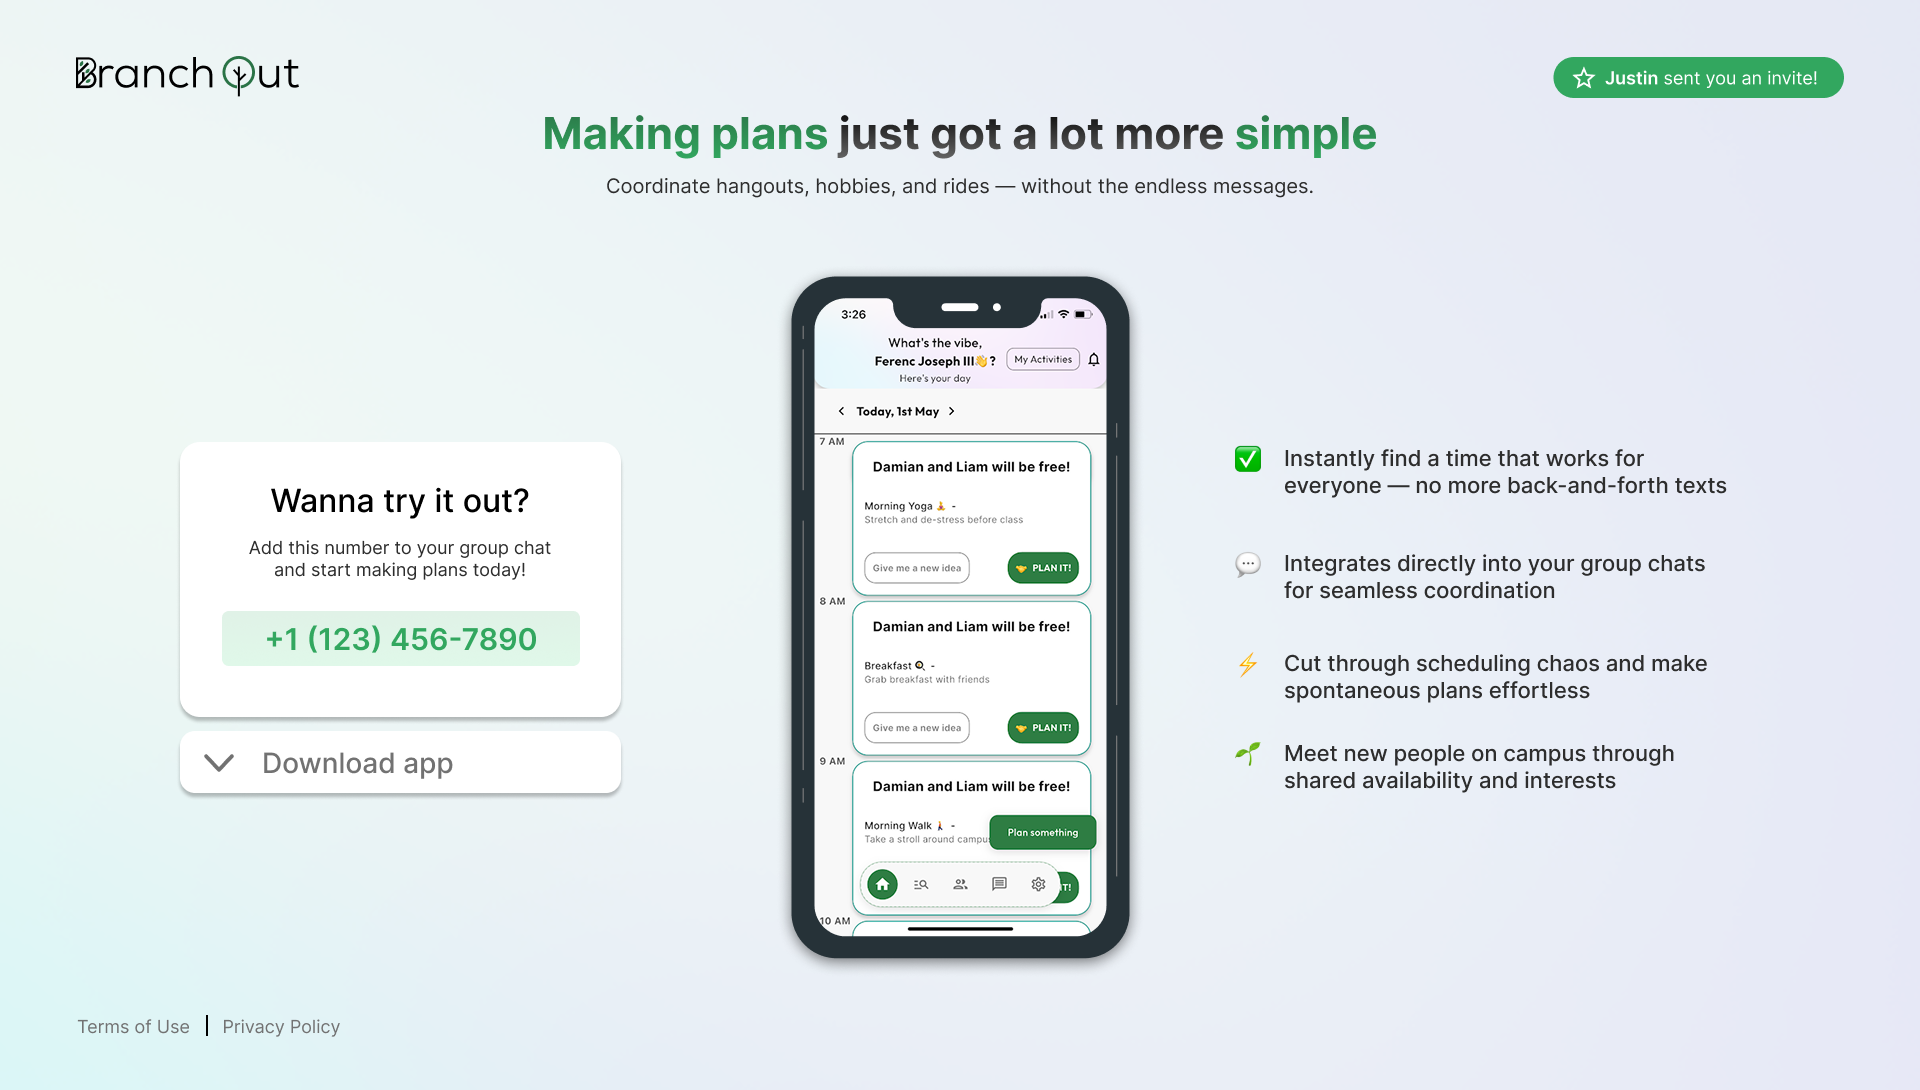 Branch Out
Justin sent you an invite!
Making plans just got a lot more simple
Coordinate hangouts, hobbies, and rides — without the endless messages.
Wanna try it out?
Add this number to your group chat
and start making plans today!
+1 (123) 456-7890
Download app
3:26
What's the vibe,
Ferenc Joseph III👋?
Here's your day
My Activities
Today, 1st May
7 AM
Damian and Liam will be free!
Morning Yoga 🧘 -
Stretch and de-stress before class
Give me a new idea
🤝 PLAN IT!
8 AM
Damian and Liam will be free!
Breakfast 🍳 -
Grab breakfast with friends
Give me a new idea
🤝 PLAN IT!
9 AM
Damian and Liam will be free!
Morning Walk 🚶 -
Take a stroll around campus
Plan something
IT!
10 AM
✅ Instantly find a time that works for
everyone — no more back-and-forth texts
💬 Integrates directly into your group chats
for seamless coordination
⚡ Cut through scheduling chaos and make
spontaneous plans effortless
🌱 Meet new people on campus through
shared availability and interests
Terms of Use | Privacy Policy